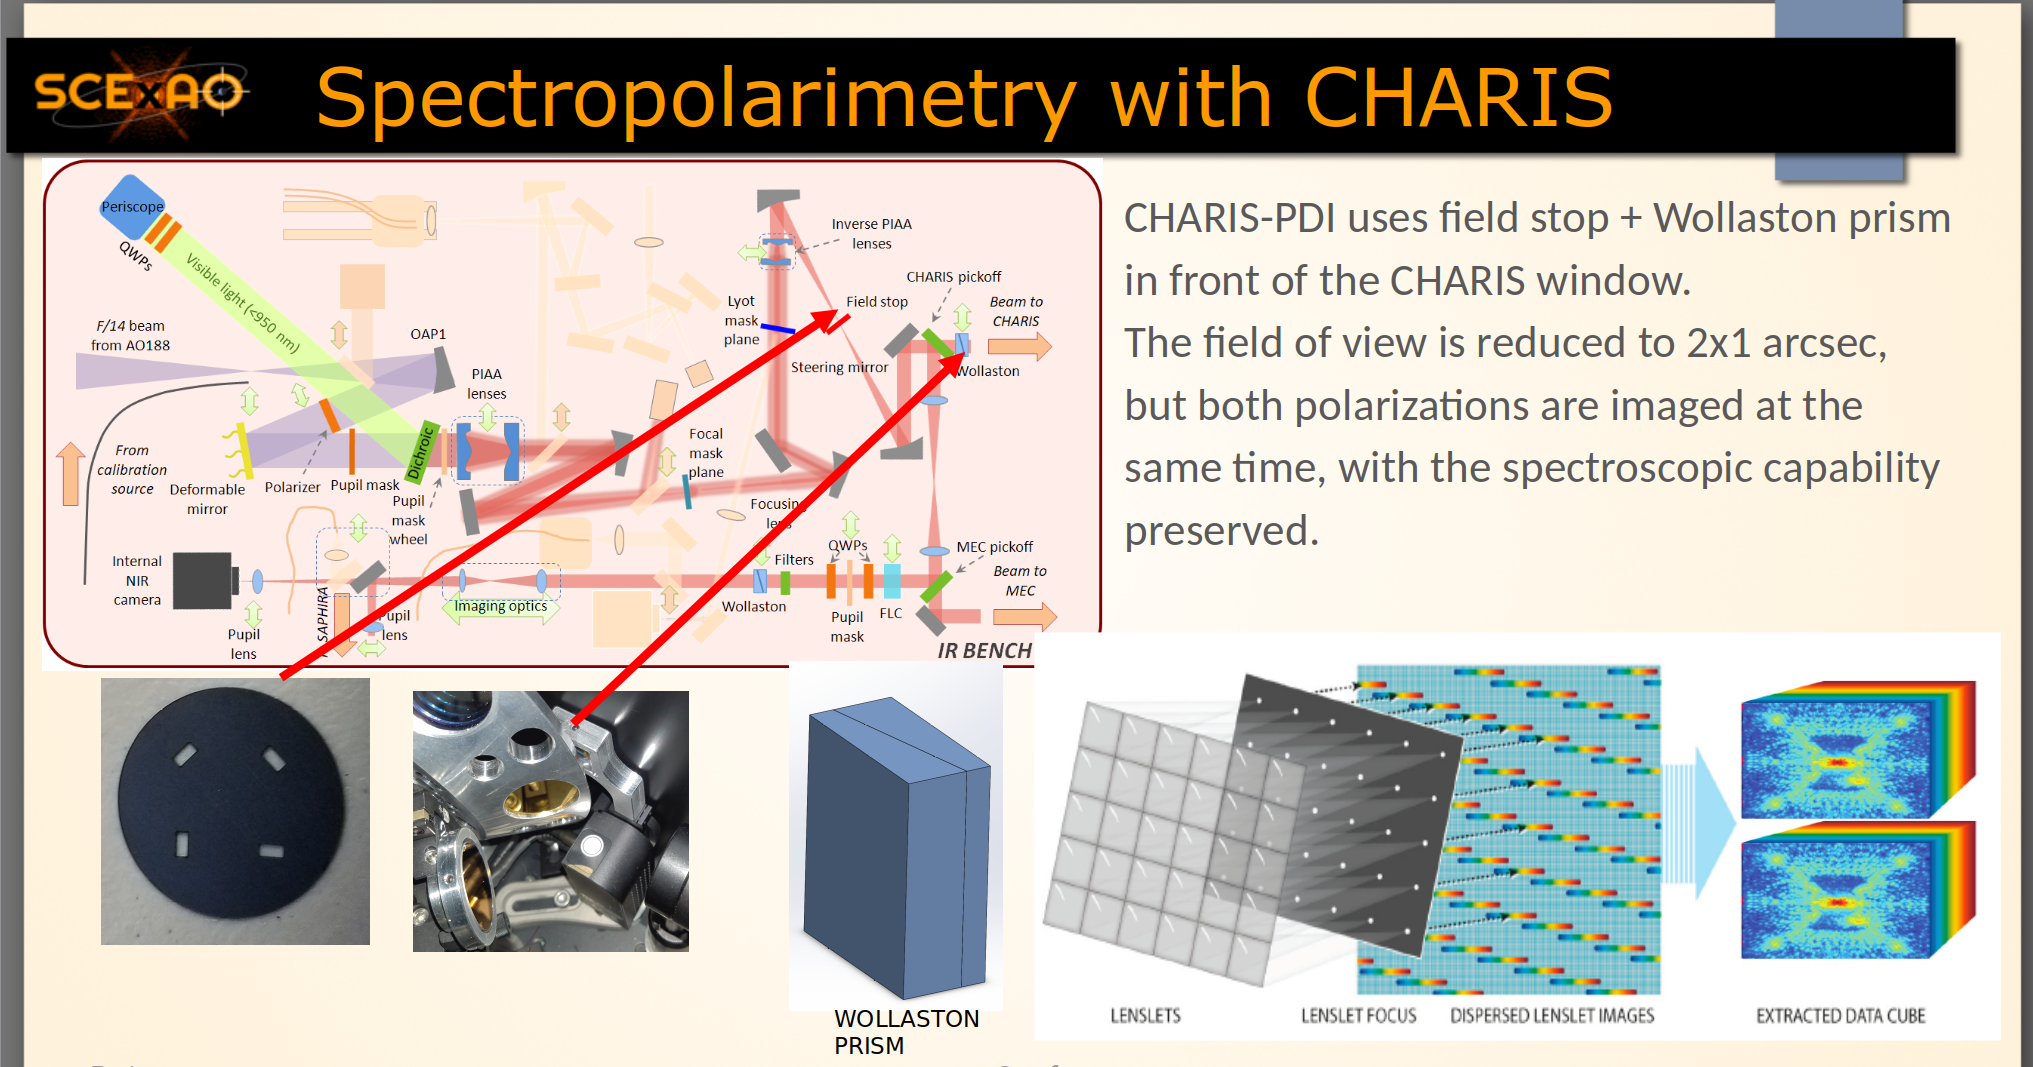 SCExAO
Spectropolarimetry with CHARIS
Periscope
QWPs
Visible light (<950 nm)
F/14 beam
from AO188
OAP1
PIAA
lenses
From
calibration
source
Deformable
mirror
Polarizer
Pupil mask
Dichroic
Pupil
mask
wheel
Inverse PIAA
lenses
CHARIS pickoff
Lyot
mask
plane
Field stop
Beam to
CHARIS
Steering mirror
Wollaston
Focal
mask
plane
Focusing
lens
Internal
NIR
camera
Pupil
lens
SAPHIRA
Pupil
lens
Imaging optics
Wollaston
Filters
QWPs
Pupil
mask
FLC
MEC pickoff
Beam to
MEC
IR BENCH
CHARIS-PDI uses field stop + Wollaston prism
in front of the CHARIS window.
The field of view is reduced to 2x1 arcsec,
but both polarizations are imaged at the
same time, with the spectroscopic capability
preserved.
WOLLASTON
PRISM
LENSLETS
LENSLET FOCUS
DISPERSED LENSLET IMAGES
EXTRACTED DATA CUBE